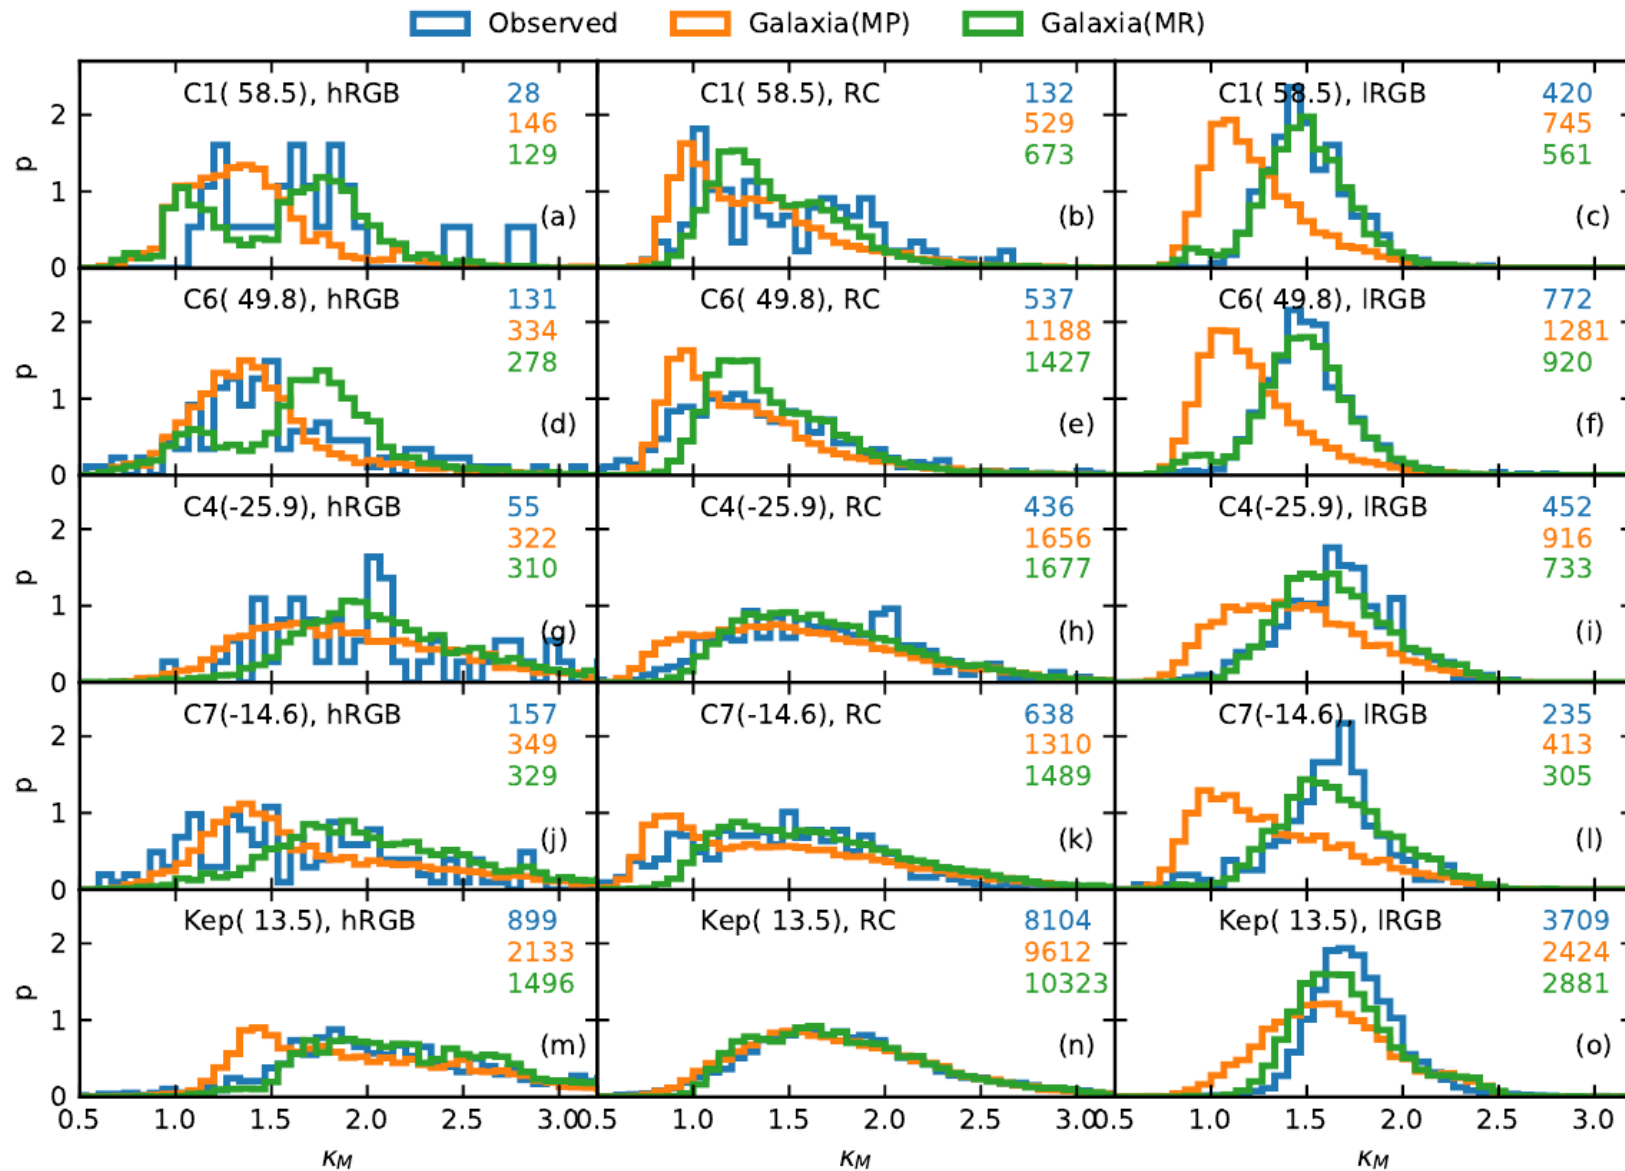 Observed Galaxia(MP) Galaxia(MR)
C1( 58.5), hRGB 28 C1( 58.5), RC 132 C1( 58.5), lRGB 420
146 529 745
129 673 561
(a) (b) (c)
2
1
0
p
C6( 49.8), hRGB 131 C6( 49.8), RC 537 C6( 49.8), lRGB 772
334 1188 1281
278 1427 920
(d) (e) (f)
2
1
0
p
C4(-25.9), hRGB 55 C4(-25.9), RC 436 C4(-25.9), lRGB 452
322 1656 916
310 1677 733
(g) (h) (i)
2
1
0
p
C7(-14.6), hRGB 157 C7(-14.6), RC 638 C7(-14.6), lRGB 235
349 1310 413
329 1489 305
(j) (k) (l)
2
1
0
p
Kep( 13.5), hRGB 899 Kep( 13.5), RC 8104 Kep( 13.5), lRGB 3709
2133 9612 2424
1496 10323 2881
(m) (n) (o)
2
1
0
p
0.5 1.0 1.5 2.0 2.5 3.00.5 1.0 1.5 2.0 2.5 3.00.5 1.0 1.5 2.0 2.5 3.0
κM κM κM